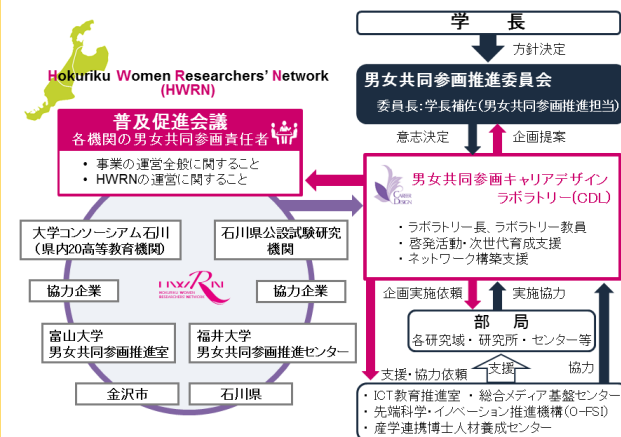 学 長
方針決定
Hokuriku Women Researchers' Network
(HWRN)
男女共同参画推進委員会
委員長:学長補佐(男女共同参画推進担当)
普及促進会議
各機関の男女共同参画責任者
意志決定
企画提案
・ 事業の運営全般に関すること
・ HWRNの運営に関すること
CAREER
DESIGN
男女共同参画キャリアデザイン
ラボラトリー(CDL)
・ラボラトリー長、ラボラトリー教員
・啓発活動・次世代育成支援
・ネットワーク構築支援
大学コンソーシアム石川
(県内20高等教育機関)
石川県公設試験研究
機関
HWRN
HOKURIKU WOMEN
RESEARCHERS NETWORK
協力企業
協力企業
企画実施依頼
実施協力
部 局
各研究域・研究所・センター等
富山大学
男女共同参画推進室
福井大学
男女共同参画推進センター
支援・協力依頼
支援
協力
金沢市
石川県
・ICT教育推進室 ・総合メディア基盤センター
・先端科学・イノベーション推進機構(O-FSI)
・産学連携博士人材養成センター